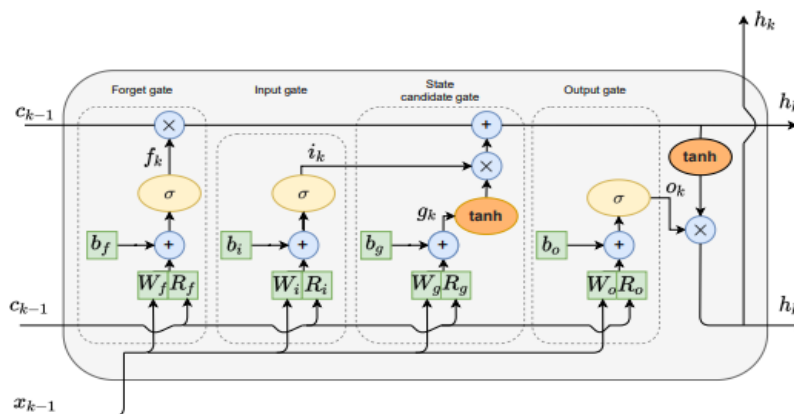 h_k
Forget gate
Input gate
State
candidate gate
Output gate
c_{k-1}
h_k
f_k
i_k
tanh
σ
σ
g_k
tanh
σ
o_k
b_f
b_i
b_g
b_o
W_f R_f
W_i R_i
W_g R_g
W_o R_o
c_{k-1}
h_k
x_{k-1}